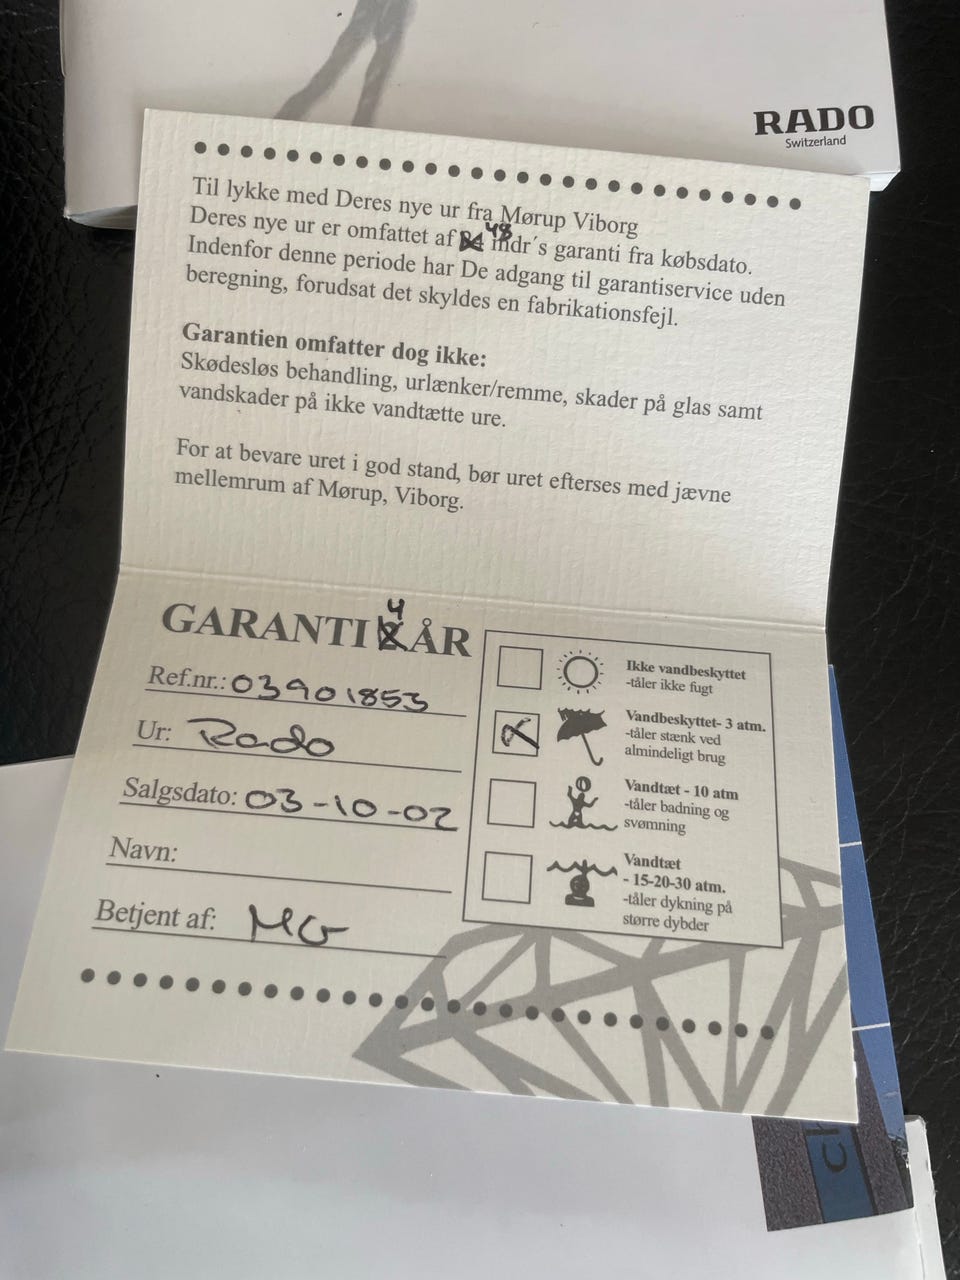 RADO
Switzerland
Til lykke med Deres nye ur fra Mørup Viborg
Deres nye ur er omfattet af 48 mdr´s garanti fra købsdato.
Indenfor denne periode har De adgang til garantiservice uden
beregning, forudsat det skyldes en fabrikationsfejl.
Garantien omfatter dog ikke:
Skødesløs behandling, urlænker/remme, skader på glas samt
vandskader på ikke vandtætte ure.
For at bevare uret i god stand, bør uret efterses med jævne
mellemrum af Mørup, Viborg.
GARANTI 4 ÅR
Ref.nr.: 03901853
Ur: Rado
Salgsdato: 03-10-02
Navn:
Betjent af: MG
Ikke vandbeskyttet
-tåler ikke fugt
Vandbeskyttet- 3 atm.
-tåler stænk ved
almindeligt brug
Vandtæt - 10 atm
-tåler badning og
svømning
Vandtæt
- 15-20-30 atm.
-tåler dykning på
større dybder